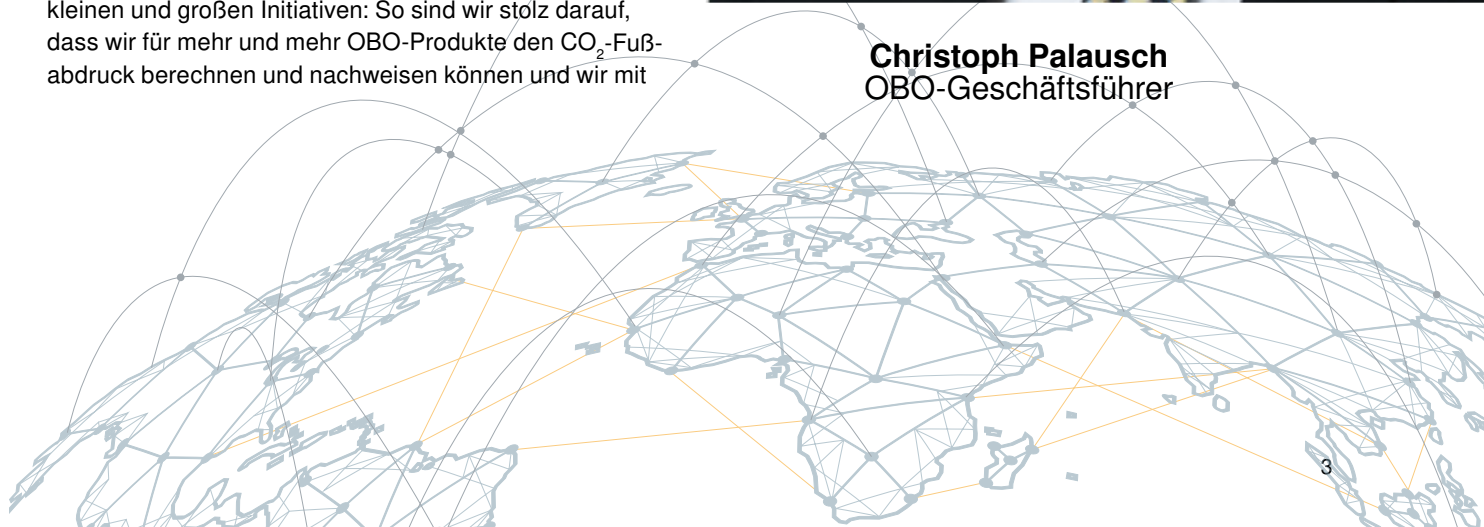 kleinen und großen Initiativen: So sind wir stolz darauf,
dass wir für mehr und mehr OBO-Produkte den CO₂-Fuß-
abdruck berechnen und nachweisen können und wir mit
Christoph Palausch
OBO-Geschäftsführer
3